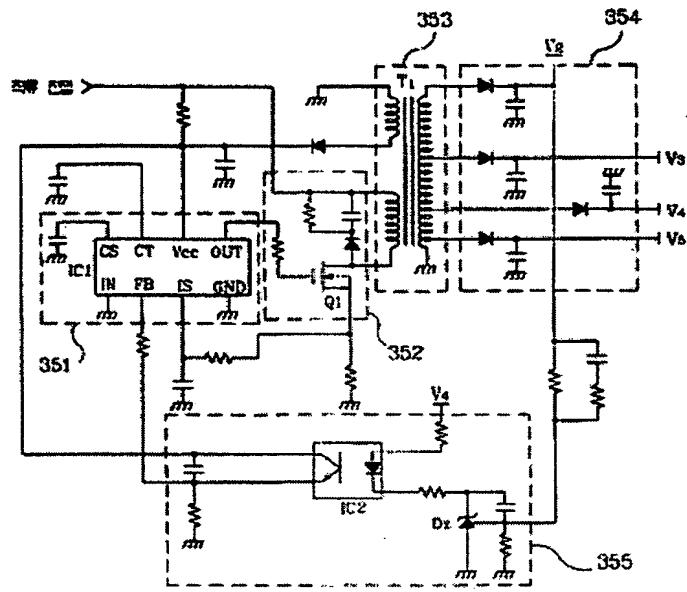 353
354
T1
V2
V3
V4
V5
CS CT Vcc OUT
IC1
IN FB IS GND
Q1
351
352
V4
IC2
Dz
355